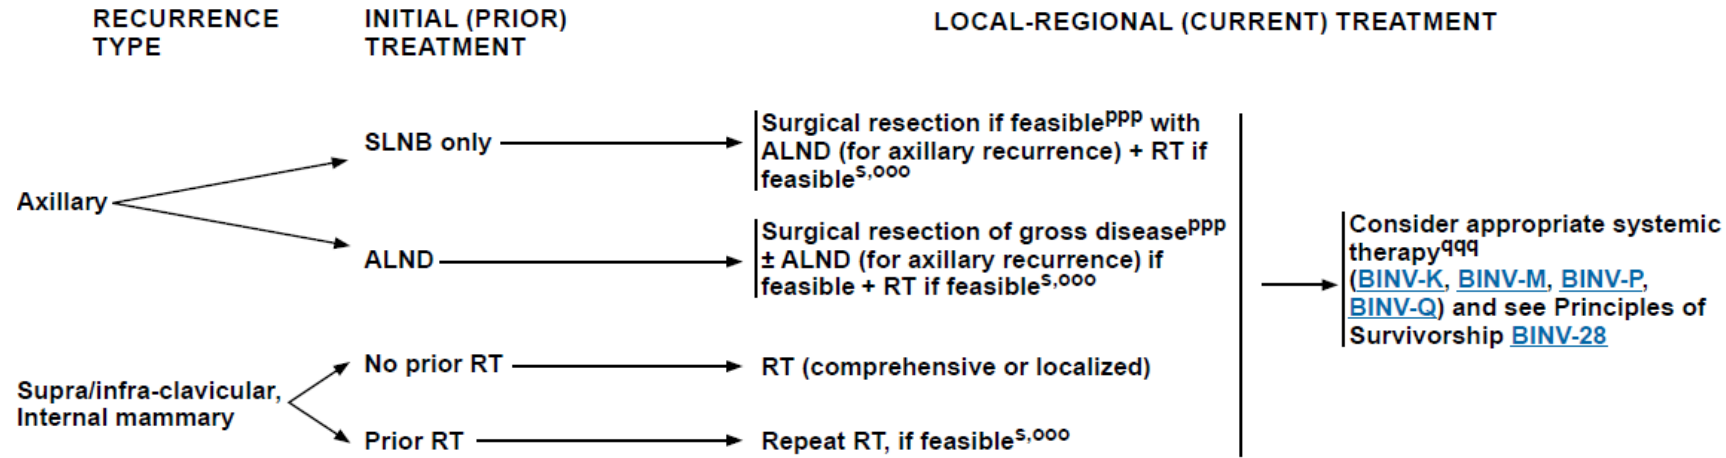 RECURRENCE TYPE
INITIAL (PRIOR) TREATMENT
LOCAL-REGIONAL (CURRENT) TREATMENT
Axillary
SLNB only
Surgical resection if feasibleppp with
ALND (for axillary recurrence) + RT if
feasibles,ooo
ALND
Surgical resection of gross diseaseppp
± ALND (for axillary recurrence) if
feasible + RT if feasibles,ooo
Supra/infra-clavicular,
Internal mammary
No prior RT
RT (comprehensive or localized)
Prior RT
Repeat RT, if feasibles,ooo
Consider appropriate systemic
therapyqqq
(BINV-K, BINV-M, BINV-P,
BINV-Q) and see Principles of
Survivorship BINV-28